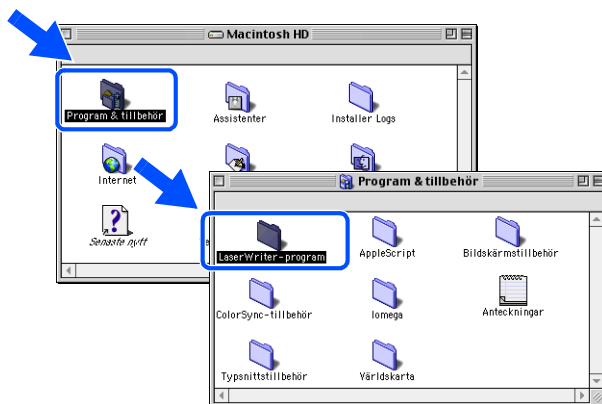 Macintosh HD
Program & tillbehör
Assistenter
Installer Logs
Internet
Senaste nytt
Program & tillbehör
LaserWriter-program
AppleScript
Bildskärmstillbehör
ColorSync-tillbehör
Iomega
Anteckningar
Typsnittstillbehör
Världskarta